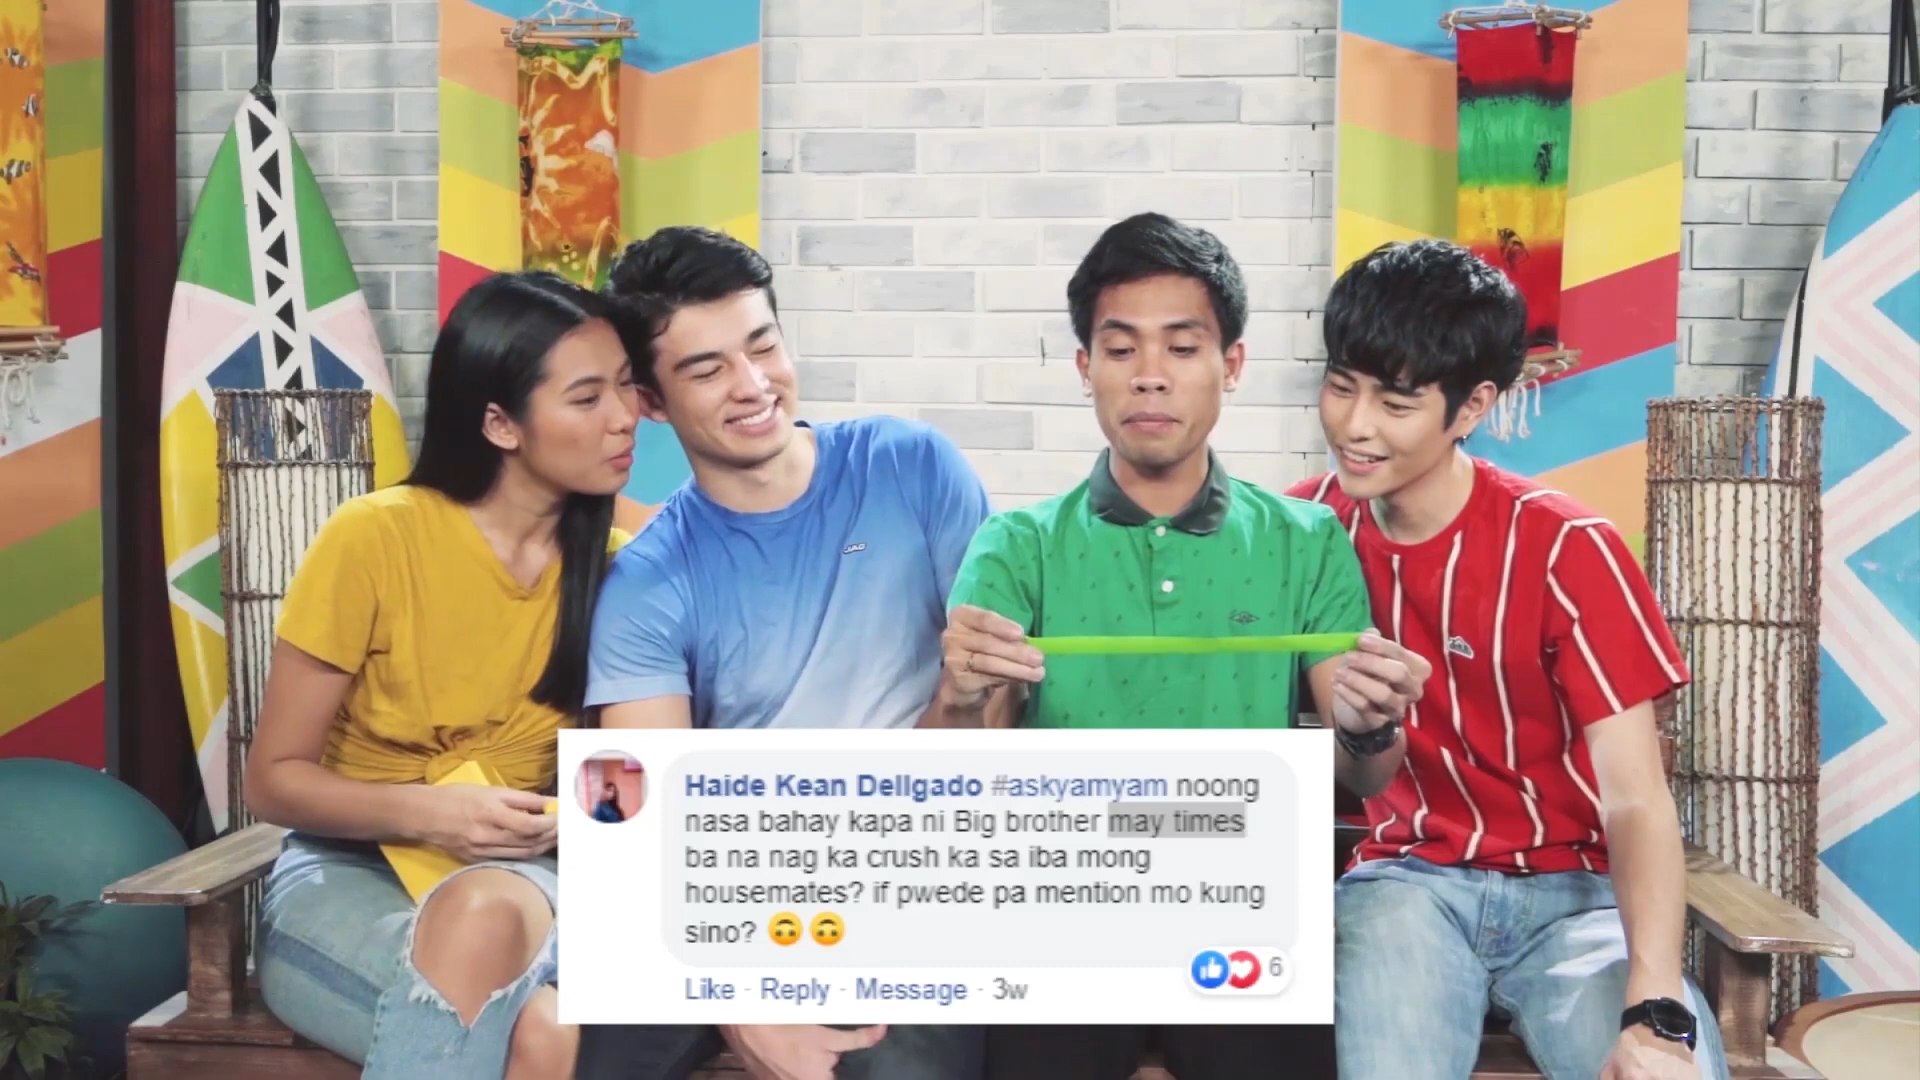 JAG
Haide Kean Dellgado #askyamyam noong
nasa bahay kapa ni Big brother may times
ba na nag ka crush ka sa iba mong
housemates? if pwede pa mention mo kung
sino? 🙃🙃
6
Like · Reply · Message · 3w